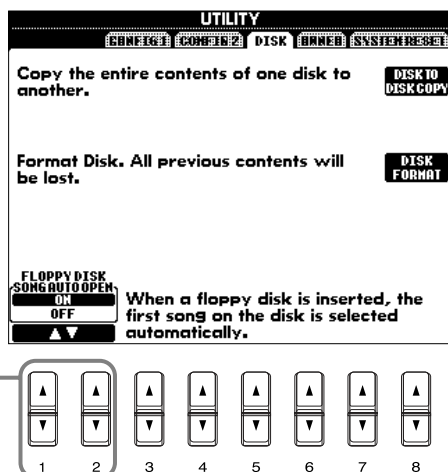 UTILITY
CONFIG 1 CONFIG 2 DISK OWNER SYSTEM RESET
Copy the entire contents of one disk to
another.
DISK TO
DISK COPY
Format Disk. All previous contents will
be lost.
DISK
FORMAT
FLOPPY DISK
SONG AUTO OPEN
ON
OFF
▲▼
When a floppy disk is inserted, the
first song on the disk is selected
automatically.
▲ ▲ ▲ ▲ ▲ ▲ ▲ ▲
▼ ▼ ▼ ▼ ▼ ▼ ▼ ▼
1 2 3 4 5 6 7 8